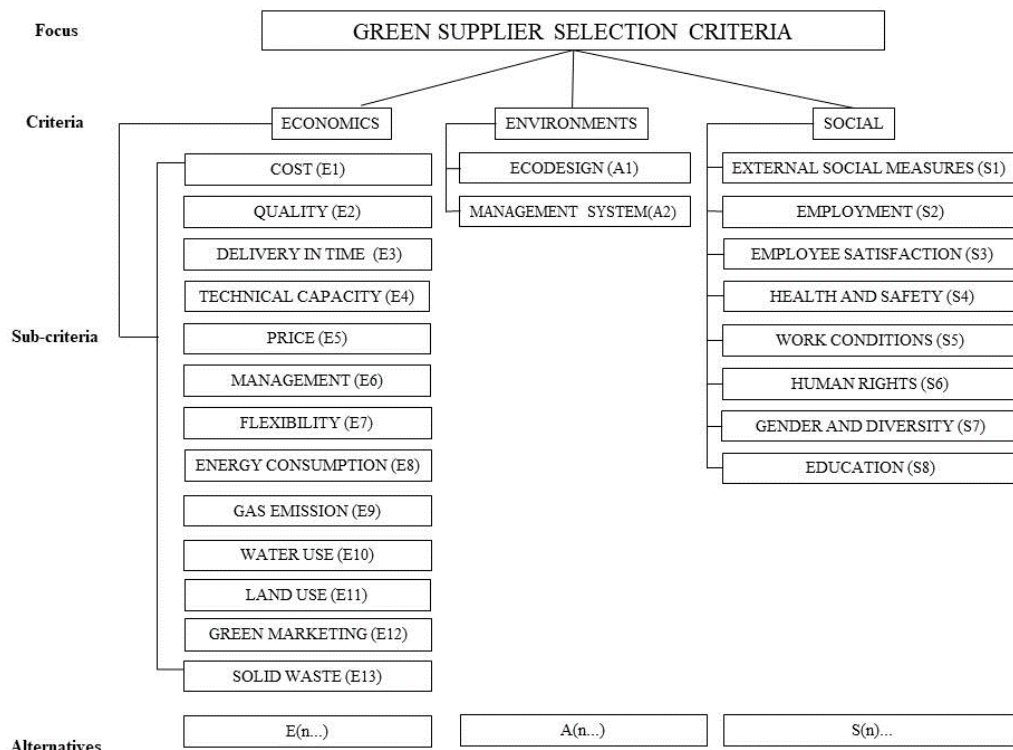 Focus
GREEN SUPPLIER SELECTION CRITERIA
Criteria
ECONOMICS
ENVIRONMENTS
SOCIAL
Sub-criteria
COST (E1)
QUALITY (E2)
DELIVERY IN TIME (E3)
TECHNICAL CAPACITY (E4)
PRICE (E5)
MANAGEMENT (E6)
FLEXIBILITY (E7)
ENERGY CONSUMPTION (E8)
GAS EMISSION (E9)
WATER USE (E10)
LAND USE (E11)
GREEN MARKETING (E12)
SOLID WASTE (E13)
ECODESIGN (A1)
MANAGEMENT SYSTEM(A2)
EXTERNAL SOCIAL MEASURES (S1)
EMPLOYMENT (S2)
EMPLOYEE SATISFACTION (S3)
HEALTH AND SAFETY (S4)
WORK CONDITIONS (S5)
HUMAN RIGHTS (S6)
GENDER AND DIVERSITY (S7)
EDUCATION (S8)
Alternatives
E(n...)
A(n...)
S(n)...